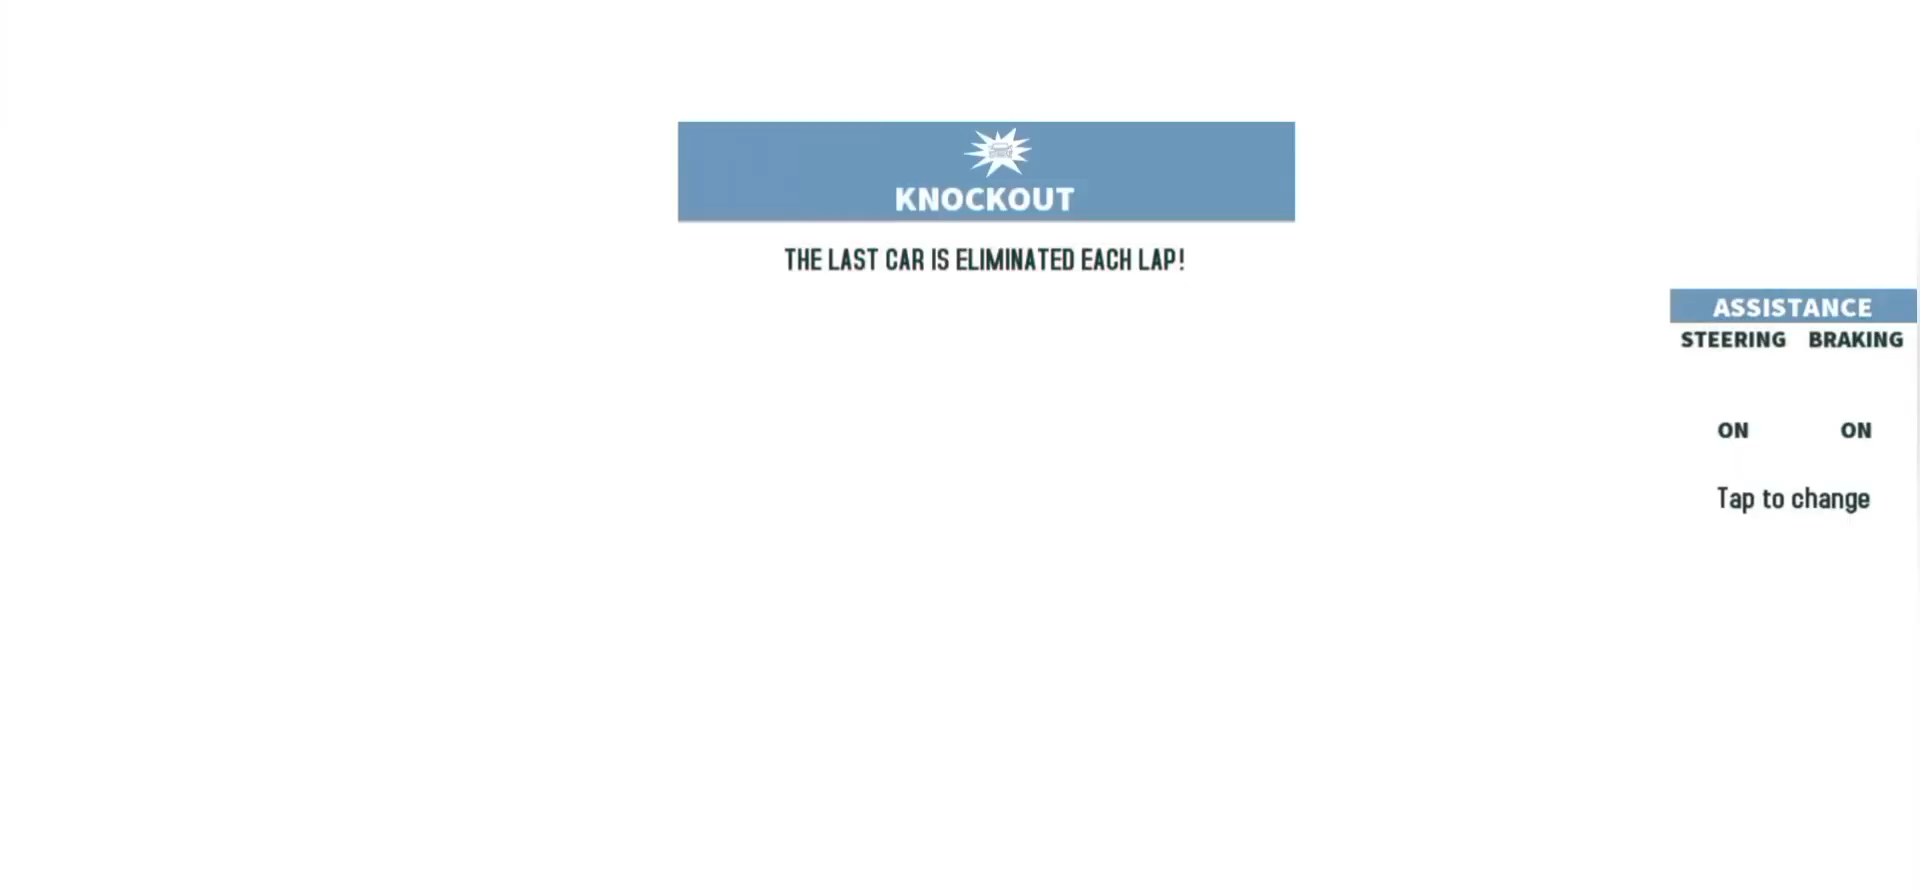 KNOCKOUT
THE LAST CAR IS ELIMINATED EACH LAP!
ASSISTANCE
STEERING BRAKING
ON ON
Tap to change